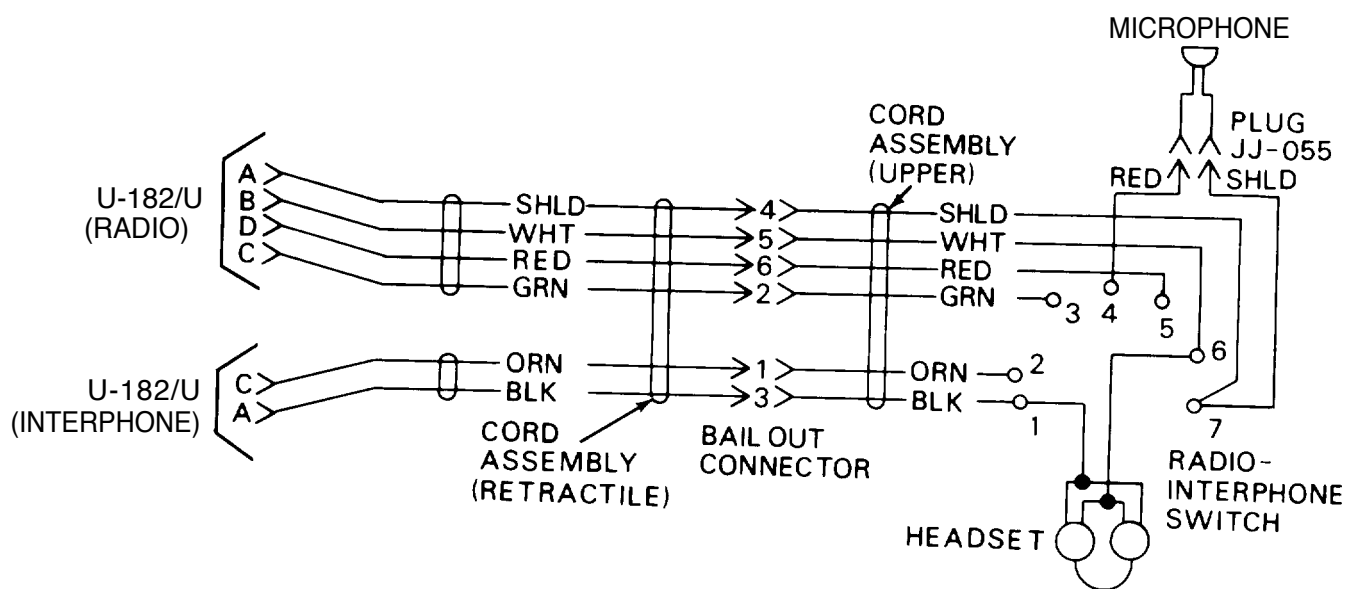 MICROPHONE
PLUG
JJ-055
RED SHLD
CORD
ASSEMBLY
(UPPER)
U-182/U
(RADIO)
A SHLD 4 SHLD
B WHT 5 WHT
D RED 6 RED
C GRN 2 GRN 3 4 5
6
U-182/U
(INTERPHONE)
C ORN 1 ORN 2
A BLK 3 BLK 1 7
CORD
ASSEMBLY
(RETRACTILE)
BAIL OUT
CONNECTOR
RADIO-
INTERPHONE
SWITCH
HEADSET